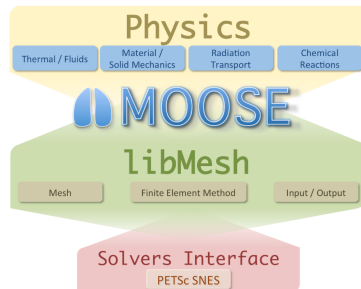 Physics
Thermal / Fluids
Material / Solid Mechanics
Radiation Transport
Chemical Reactions
MOOSE
libMesh
Mesh
Finite Element Method
Input / Output
Solvers Interface
PETSc SNES